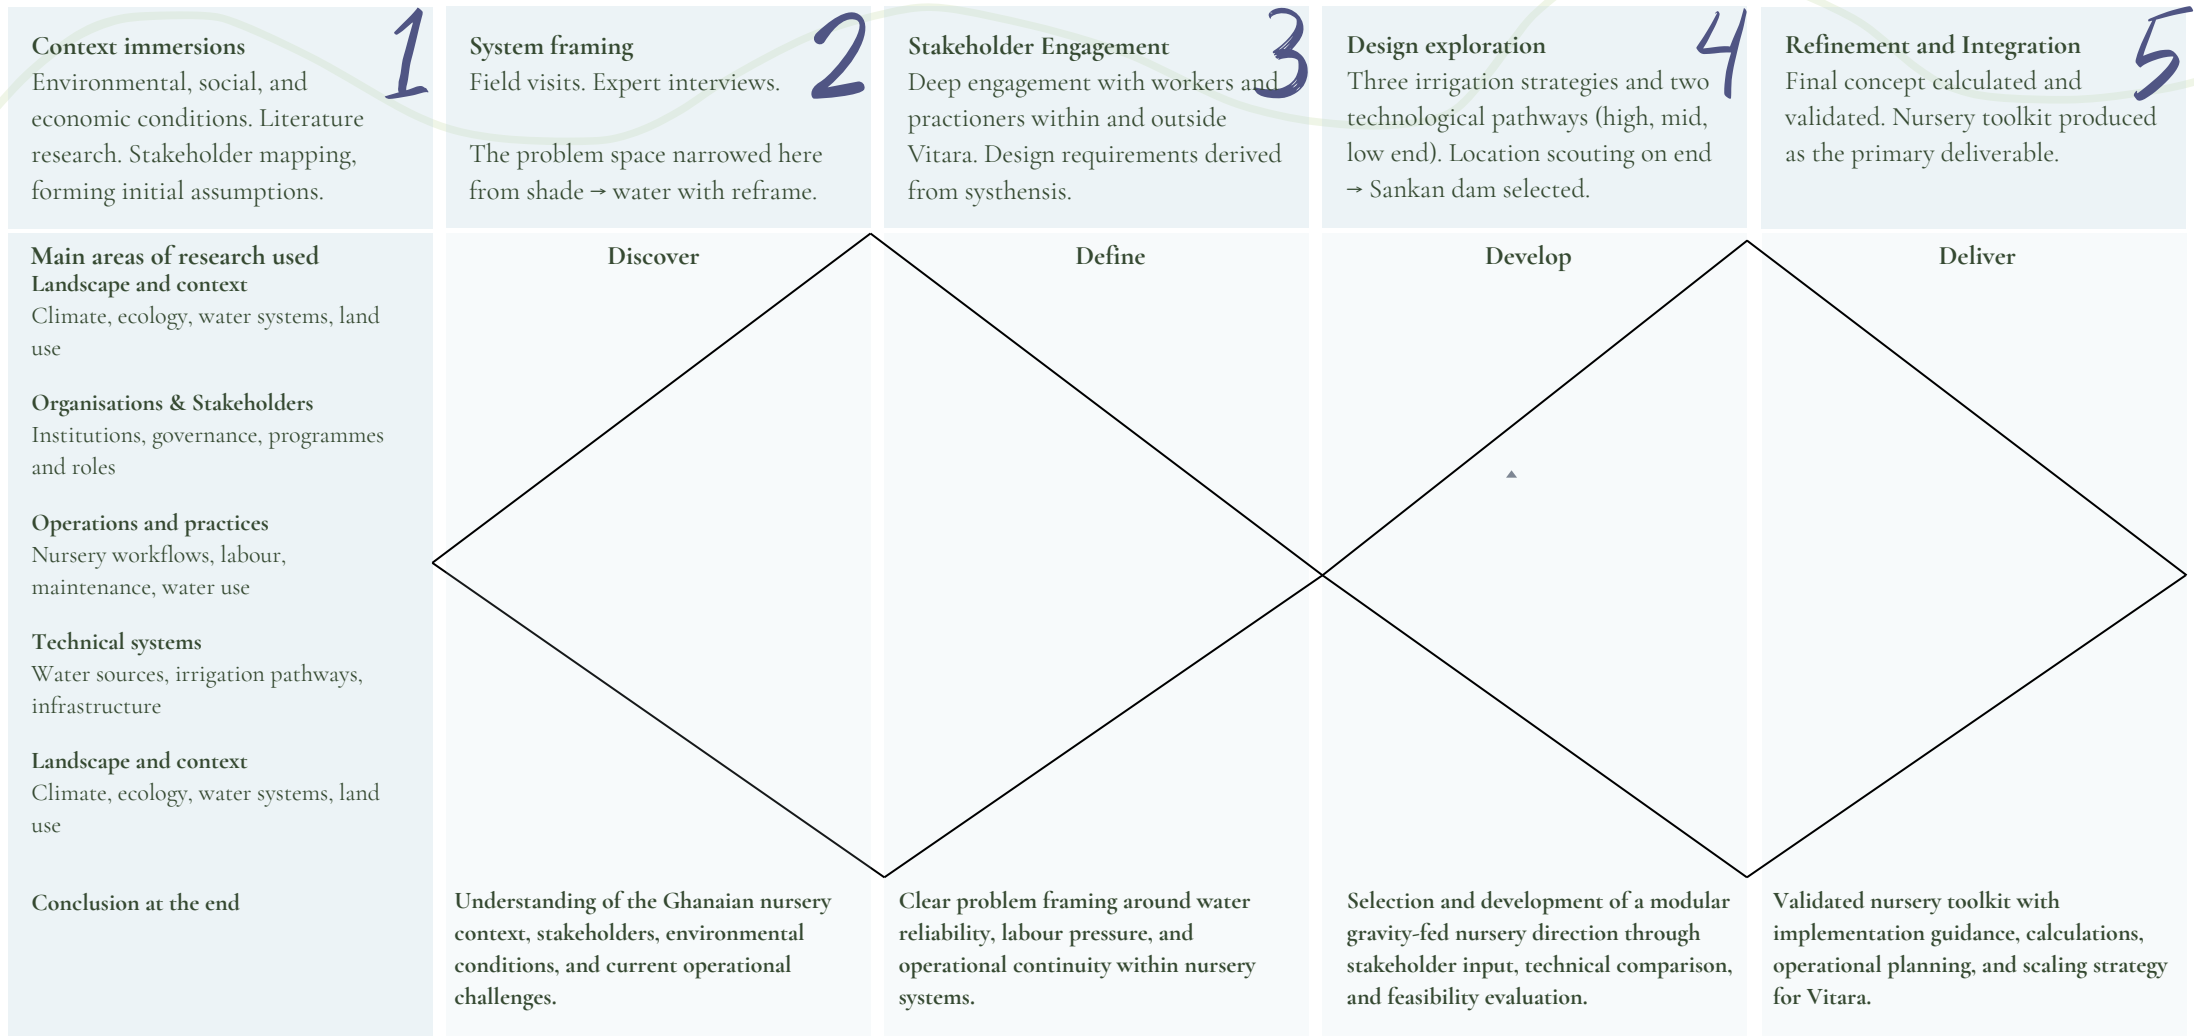 Context immersions
1
Environmental, social, and
economic conditions. Literature
research. Stakeholder mapping,
forming initial assumptions.
System framing
2
Field visits. Expert interviews.
The problem space narrowed here
from shade → water with reframe.
Stakeholder Engagement
3
Deep engagement with workers and
practioners within and outside
Vitara. Design requirements derived
from systhensis.
Design exploration
4
Three irrigation strategies and two
technological pathways (high, mid,
low end). Location scouting on end
→ Sankan dam selected.
Refinement and Integration
5
Final concept calculated and
validated. Nursery toolkit produced
as the primary deliverable.
Main areas of research used
Landscape and context
Climate, ecology, water systems, land
use
Organisations & Stakeholders
Institutions, governance, programmes
and roles
Operations and practices
Nursery workflows, labour,
maintenance, water use
Technical systems
Water sources, irrigation pathways,
infrastructure
Landscape and context
Climate, ecology, water systems, land
use
Conclusion at the end
Discover
Define
Develop
Deliver
Understanding of the Ghanaian nursery
context, stakeholders, environmental
conditions, and current operational
challenges.
Clear problem framing around water
reliability, labour pressure, and
operational continuity within nursery
systems.
Selection and development of a modular
gravity-fed nursery direction through
stakeholder input, technical comparison,
and feasibility evaluation.
Validated nursery toolkit with
implementation guidance, calculations,
operational planning, and scaling strategy
for Vitara.